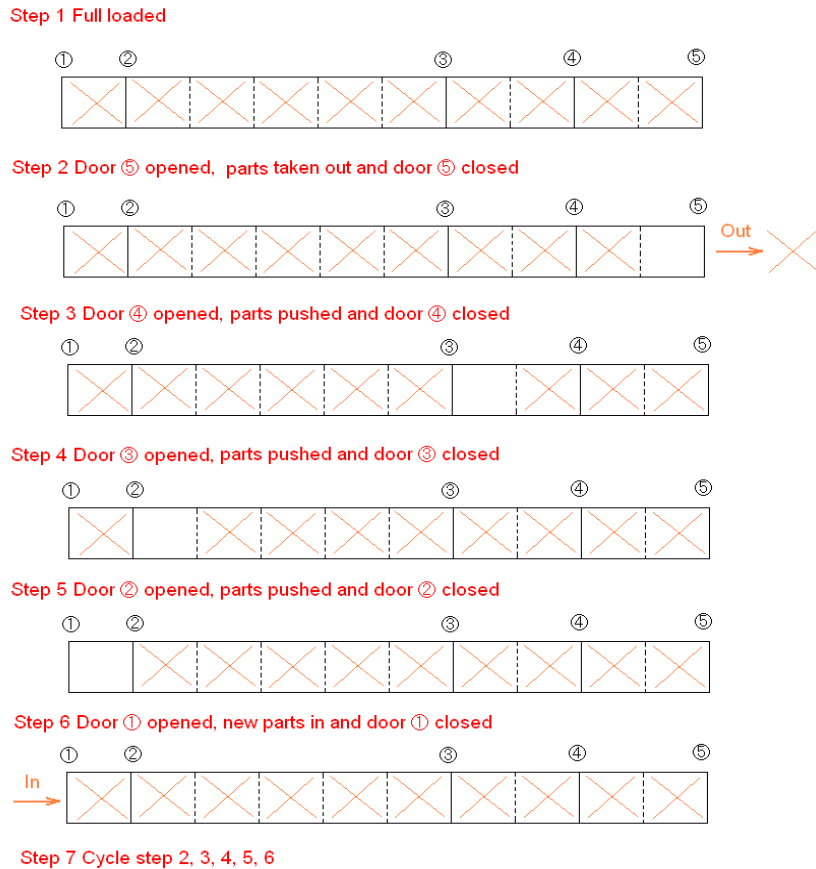 Step 1 Full loaded
① ② ③ ④ ⑤
Step 2 Door ⑤ opened, parts taken out and door ⑤ closed
① ② ③ ④ ⑤
Out
Step 3 Door ④ opened, parts pushed and door ④ closed
① ② ③ ④ ⑤
Step 4 Door ③ opened, parts pushed and door ③ closed
① ② ③ ④ ⑤
Step 5 Door ② opened, parts pushed and door ② closed
① ② ③ ④ ⑤
Step 6 Door ① opened, new parts in and door ① closed
① ② ③ ④ ⑤
In
Step 7 Cycle step 2, 3, 4, 5, 6